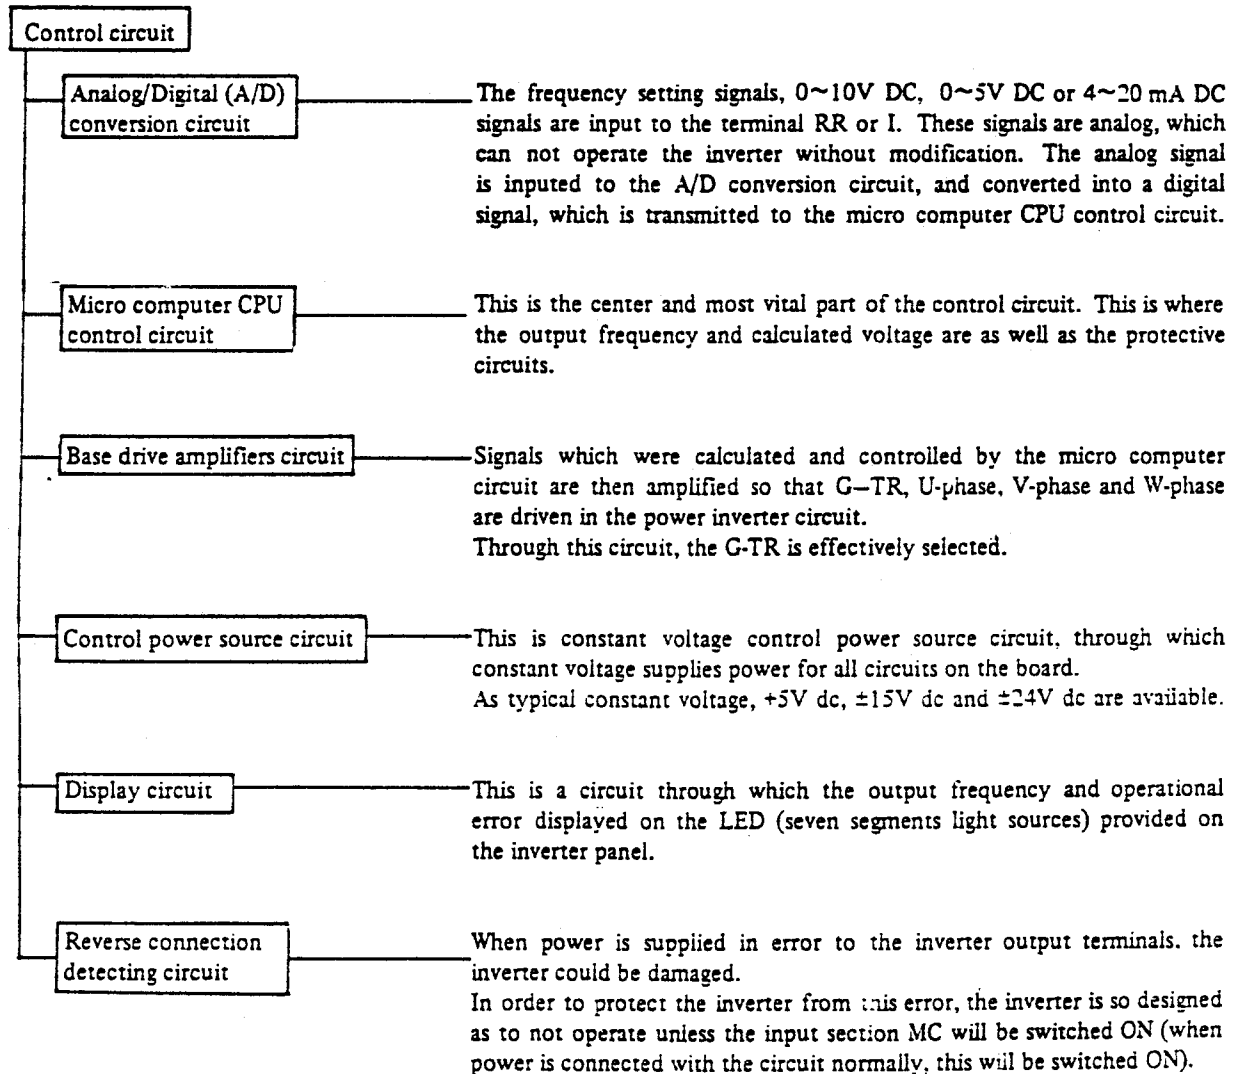 Control circuit
Analog/Digital (A/D)
conversion circuit
The frequency setting signals, 0~10V DC, 0~5V DC or 4~20 mA DC
signals are input to the terminal RR or I. These signals are analog, which
can not operate the inverter without modification. The analog signal
is inputed to the A/D conversion circuit, and converted into a digital
signal, which is transmitted to the micro computer CPU control circuit.
Micro computer CPU
control circuit
This is the center and most vital part of the control circuit. This is where
the output frequency and calculated voltage are as well as the protective
circuits.
Base drive amplifiers circuit
Signals which were calculated and controlled by the micro computer
circuit are then amplified so that G–TR, U-phase, V-phase and W-phase
are driven in the power inverter circuit.
Through this circuit, the G-TR is effectively selected.
Control power source circuit
This is constant voltage control power source circuit, through which
constant voltage supplies power for all circuits on the board.
As typical constant voltage, +5V dc, ±15V dc and ±24V dc are available.
Display circuit
This is a circuit through which the output frequency and operational
error displayed on the LED (seven segments light sources) provided on
the inverter panel.
Reverse connection
detecting circuit
When power is supplied in error to the inverter output terminals. the
inverter could be damaged.
In order to protect the inverter from this error, the inverter is so designed
as to not operate unless the input section MC will be switched ON (when
power is connected with the circuit normally, this will be switched ON).